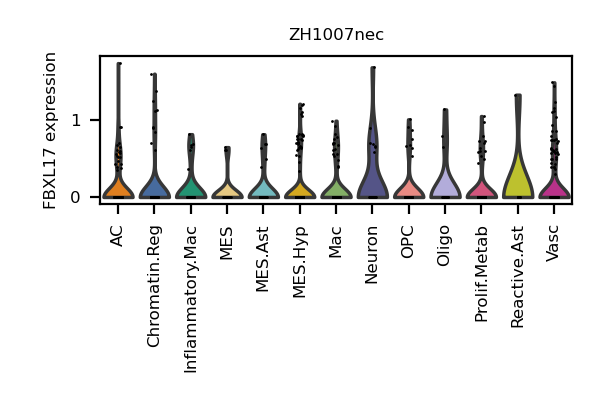 ZH1007nec
FBXL17 expression
1
0
AC
Chromatin.Reg
Inflammatory.Mac
MES
MES.Ast
MES.Hyp
Mac
Neuron
OPC
Oligo
Prolif.Metab
Reactive.Ast
Vasc